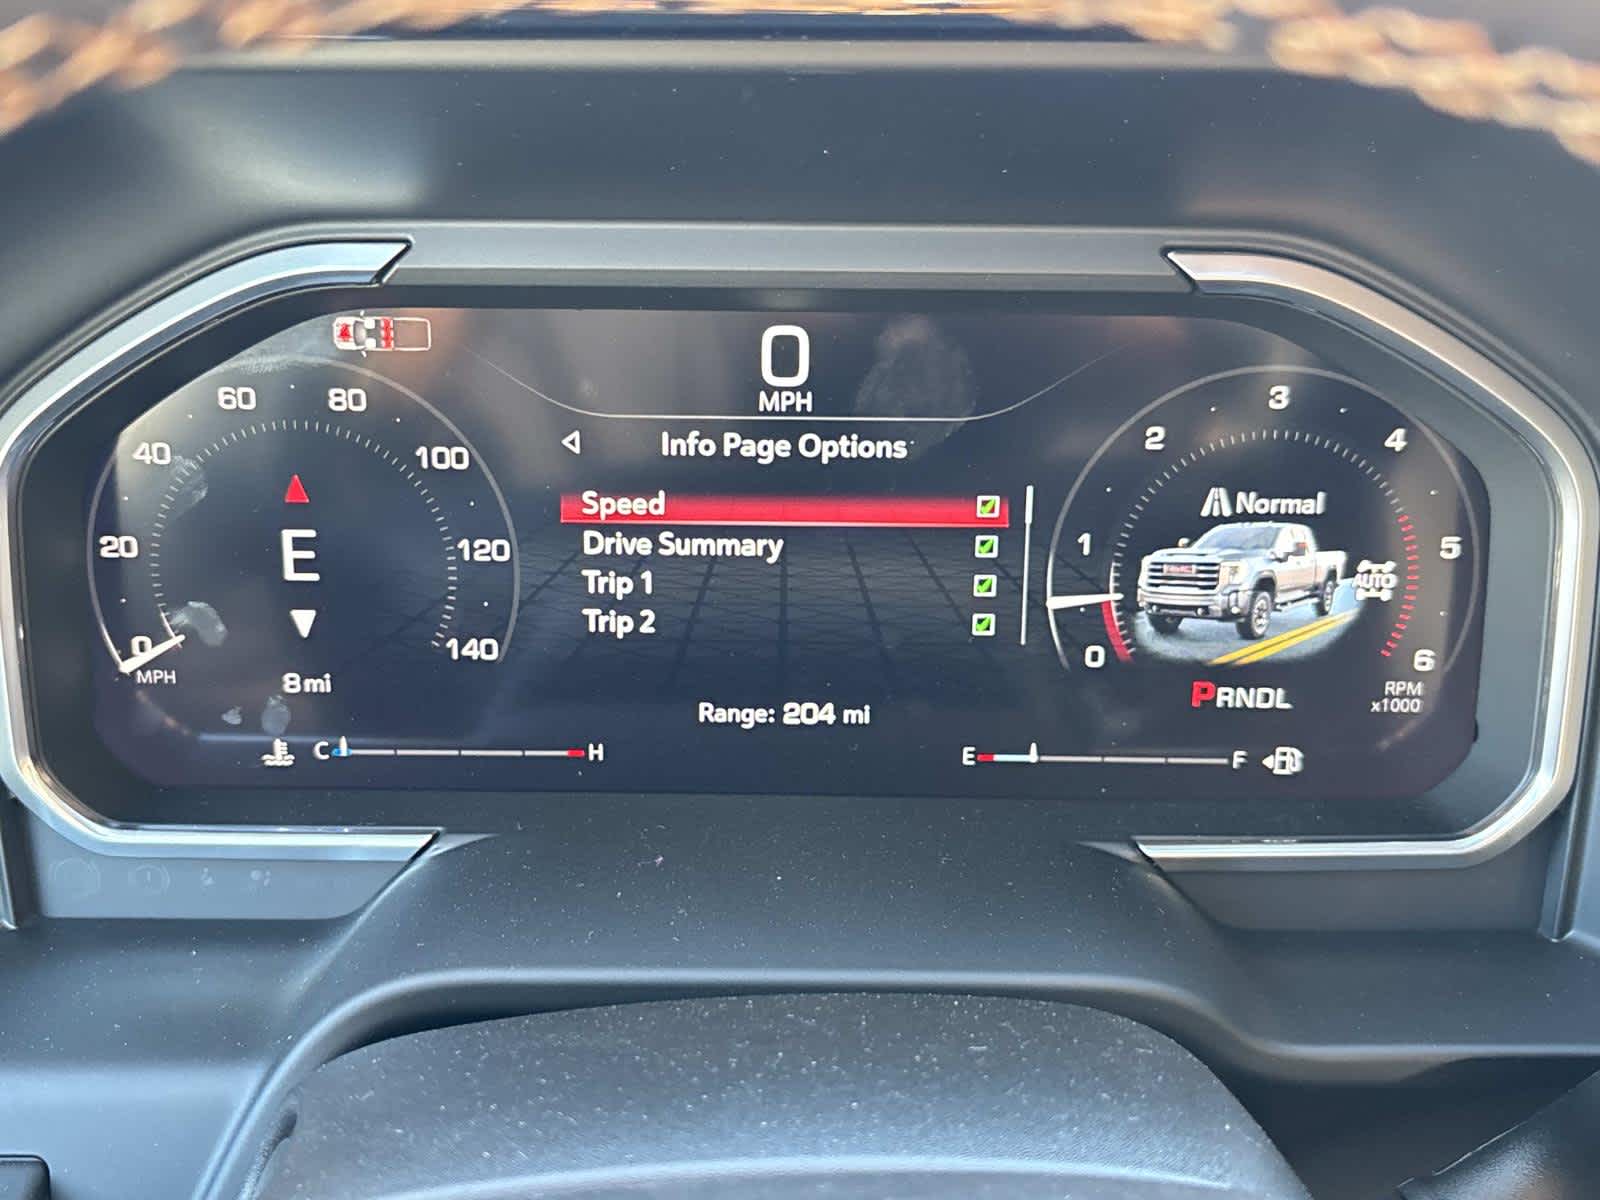 0
MPH
Info Page Options
Speed
Drive Summary
Trip 1
Trip 2
Range: 204 mi
0
20
40
60
80
100
120
140
MPH
E
8 mi
C
H
0
1
2
3
4
5
6
RPM
x1000
Normal
GMC
AUTO
PRNDL
E
F